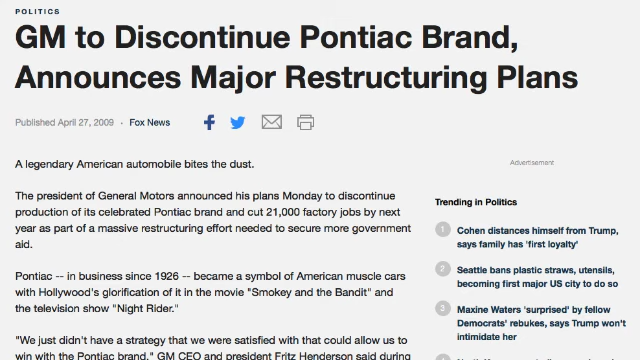 POLITICS
GM to Discontinue Pontiac Brand,
Announces Major Restructuring Plans
Published April 27, 2009 · Fox News
A legendary American automobile bites the dust.
The president of General Motors announced his plans Monday to discontinue
production of its celebrated Pontiac brand and cut 21,000 factory jobs by next
year as part of a massive restructuring effort needed to secure more government
aid.
Pontiac -- in business since 1926 -- became a symbol of American muscle cars
with Hollywood's glorification of it in the movie "Smokey and the Bandit" and
the television show "Night Rider."
"We just didn't have a strategy that we were satisfied with that could allow us to
win with the Pontiac brand," GM CEO and president Fritz Henderson said during
Advertisement
Trending in Politics
1 Cohen distances himself from Trump,
says family has 'first loyalty'
2 Seattle bans plastic straws, utensils,
becoming first major US city to do so
3 Maxine Waters 'surprised' by fellow
Democrats' rebukes, says Trump won't
intimidate her